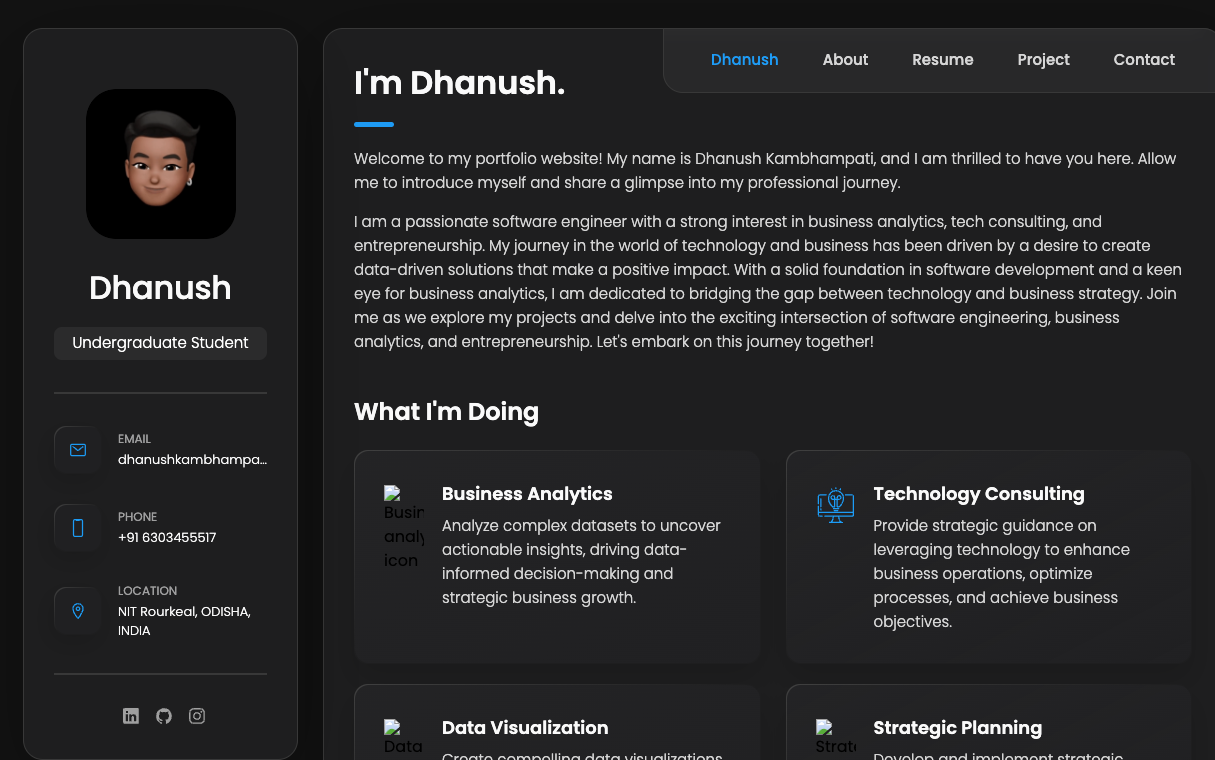 Dhanush
Undergraduate Student
EMAIL
dhanushkambhampa...
PHONE
+91 6303455517
LOCATION
NIT Rourkeal, ODISHA,
INDIA
Dhanush About Resume Project Contact
I'm Dhanush.
Welcome to my portfolio website! My name is Dhanush Kambhampati, and I am thrilled to have you here. Allow
me to introduce myself and share a glimpse into my professional journey.
I am a passionate software engineer with a strong interest in business analytics, tech consulting, and
entrepreneurship. My journey in the world of technology and business has been driven by a desire to create
data-driven solutions that make a positive impact. With a solid foundation in software development and a keen
eye for business analytics, I am dedicated to bridging the gap between technology and business strategy. Join
me as we explore my projects and delve into the exciting intersection of software engineering, business
analytics, and entrepreneurship. Let's embark on this journey together!
What I'm Doing
Busin
analy
icon
Business Analytics
Analyze complex datasets to uncover
actionable insights, driving data-
informed decision-making and
strategic business growth.
Technology Consulting
Provide strategic guidance on
leveraging technology to enhance
business operations, optimize
processes, and achieve business
objectives.
Data
Data Visualization
Create compelling data visualizations
Strate
Strategic Planning
Develop and implement strategic